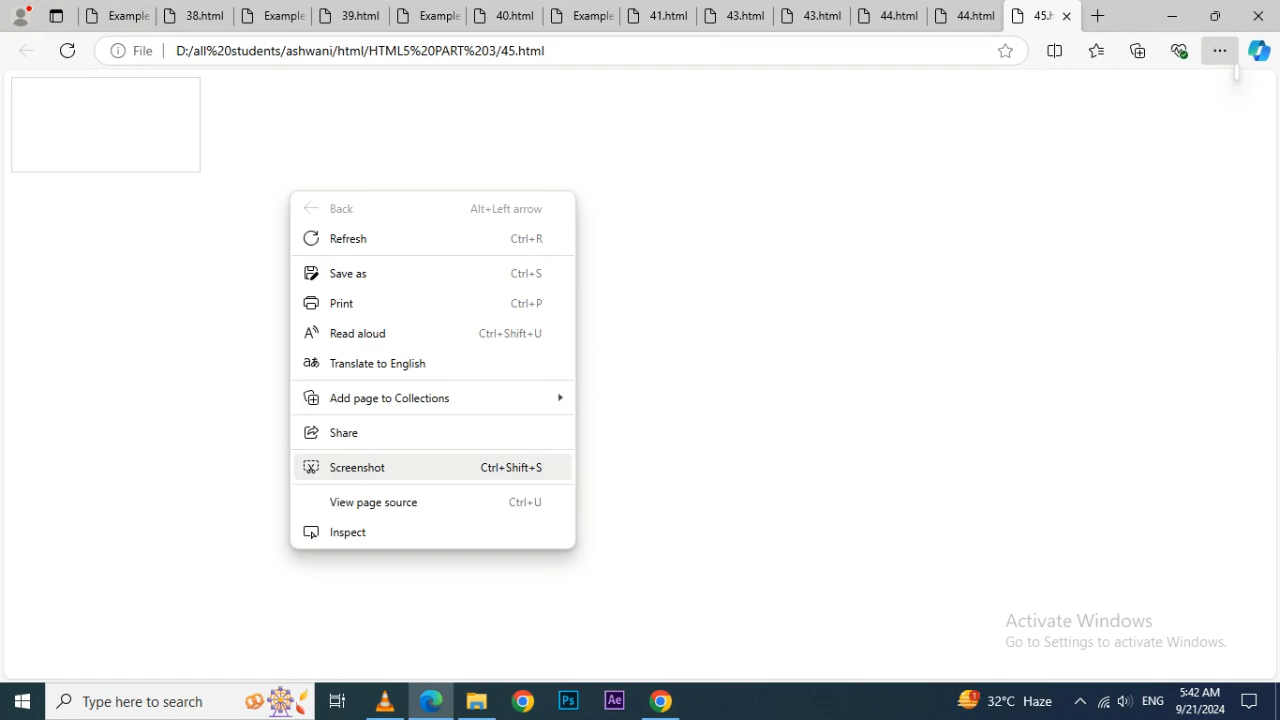 Example
38.html
Example
39.html
Example
40.html
Example
41.html
43.html
43.html
44.html
44.html
45.h
File
D:/all%20students/ashwani/html/HTML5%20PART%203/45.html
Back Alt+Left arrow
Refresh Ctrl+R
Save as Ctrl+S
Print Ctrl+P
Read aloud Ctrl+Shift+U
Translate to English
Add page to Collections
Share
Screenshot Ctrl+Shift+S
View page source Ctrl+U
Inspect
Activate Windows
Go to Settings to activate Windows.
Type here to search
Ps
Ae
1
32°C Haze
ENG
5:42 AM
9/21/2024